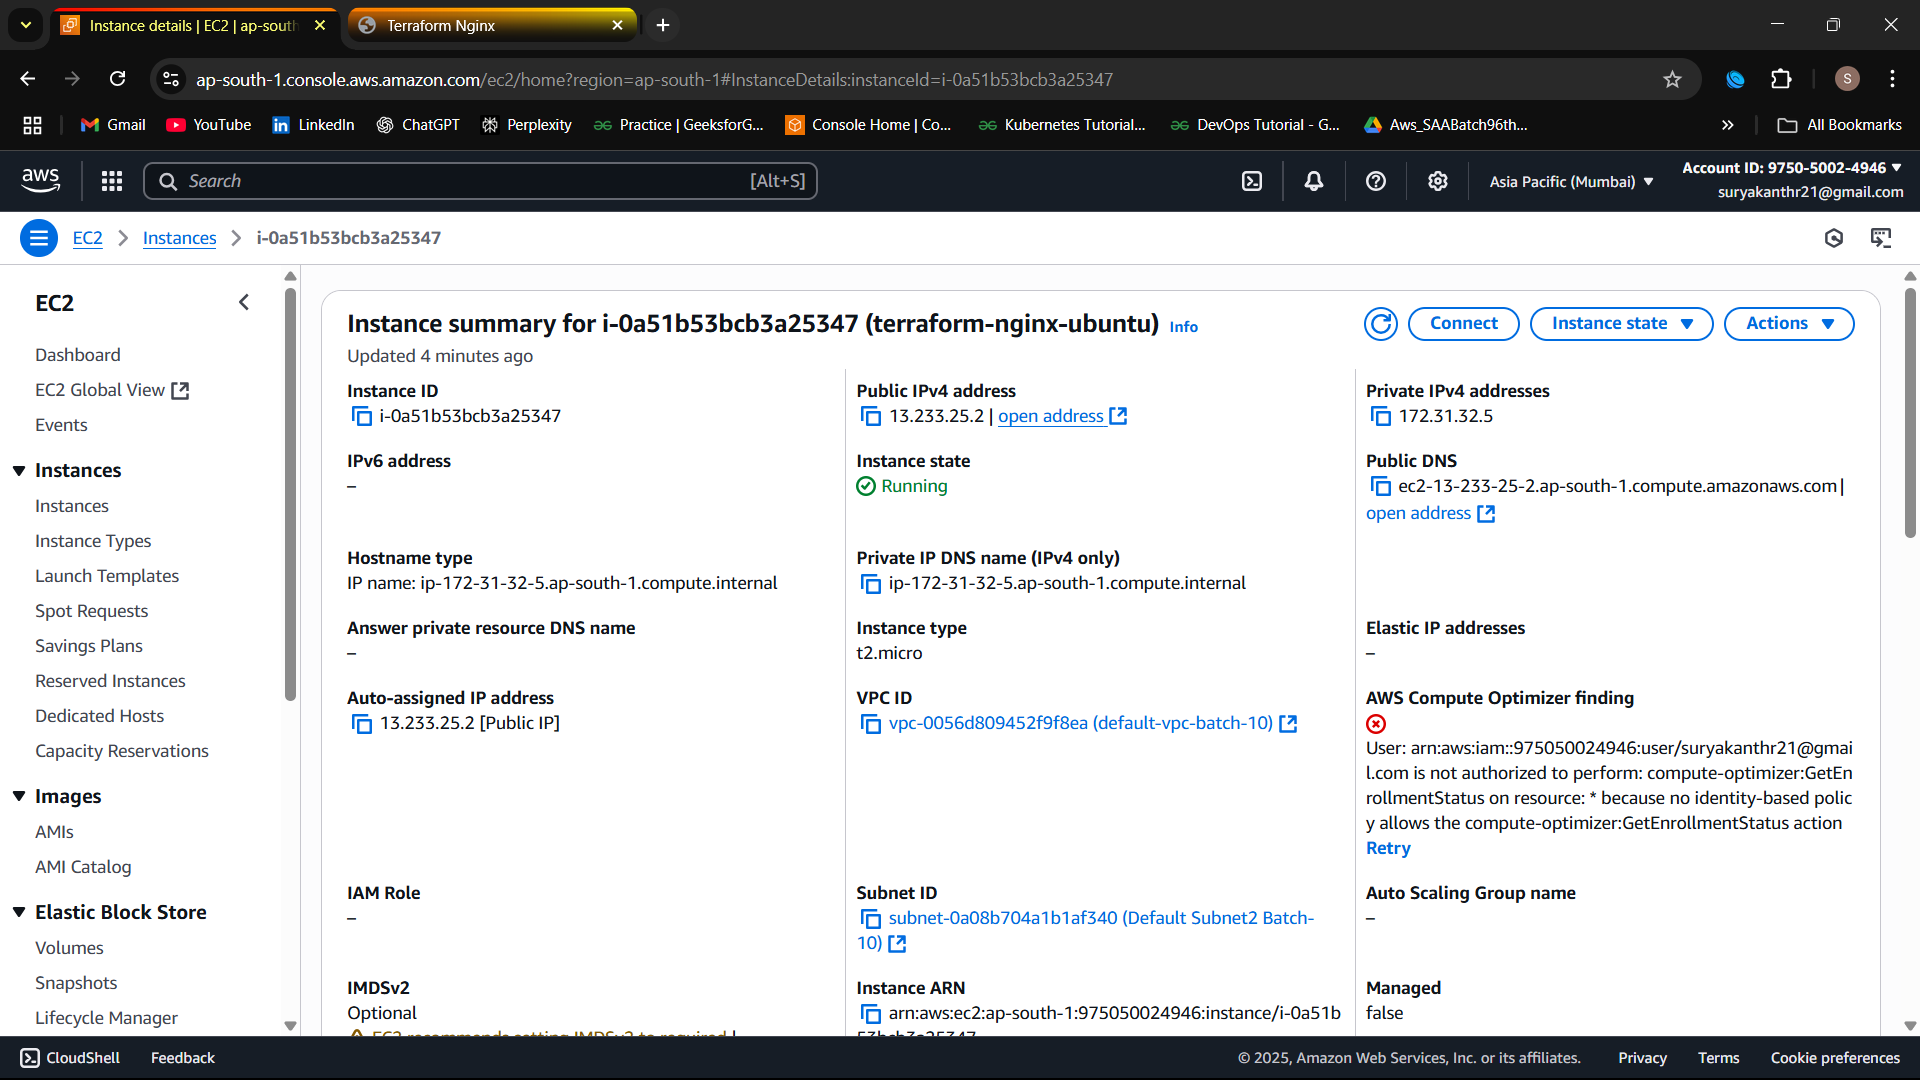 Instance details | EC2 | ap-south
Terraform Nginx
ap-south-1.console.aws.amazon.com/ec2/home?region=ap-south-1#InstanceDetails:instanceId=i-0a51b53bcb3a25347
S
Gmail
YouTube
LinkedIn
ChatGPT
Perplexity
Practice | GeeksforG...
Console Home | Co...
Kubernetes Tutorial...
DevOps Tutorial - G...
Aws_SAABatch96th...
All Bookmarks
aws
Search
[Alt+S]
Asia Pacific (Mumbai)
Account ID: 9750-5002-4946
suryakanthr21@gmail.com
EC2
Instances
i-0a51b53bcb3a25347
EC2
Dashboard
EC2 Global View
Events
Instances
Instances
Instance Types
Launch Templates
Spot Requests
Savings Plans
Reserved Instances
Dedicated Hosts
Capacity Reservations
Images
AMIs
AMI Catalog
Elastic Block Store
Volumes
Snapshots
Lifecycle Manager
Instance summary for i-0a51b53bcb3a25347 (terraform-nginx-ubuntu) Info
Updated 4 minutes ago
Connect
Instance state
Actions
Instance ID
i-0a51b53bcb3a25347
Public IPv4 address
13.233.25.2 | open address
Private IPv4 addresses
172.31.32.5
IPv6 address
–
Instance state
Running
Public DNS
ec2-13-233-25-2.ap-south-1.compute.amazonaws.com |
open address
Hostname type
IP name: ip-172-31-32-5.ap-south-1.compute.internal
Private IP DNS name (IPv4 only)
ip-172-31-32-5.ap-south-1.compute.internal
Answer private resource DNS name
–
Instance type
t2.micro
Elastic IP addresses
–
Auto-assigned IP address
13.233.25.2 [Public IP]
VPC ID
vpc-0056d809452f9f8ea (default-vpc-batch-10)
AWS Compute Optimizer finding
User: arn:aws:iam::975050024946:user/suryakanthr21@gmai
l.com is not authorized to perform: compute-optimizer:GetEn
rollmentStatus on resource: * because no identity-based polic
y allows the compute-optimizer:GetEnrollmentStatus action
Retry
IAM Role
–
Subnet ID
subnet-0a08b704a1b1af340 (Default Subnet2 Batch-
10)
Auto Scaling Group name
–
IMDSv2
Optional
EC2 recommends setting IMDSv2 to required |
Instance ARN
arn:aws:ec2:ap-south-1:975050024946:instance/i-0a51b
53bcb3a25347
Managed
false
CloudShell
Feedback
© 2025, Amazon Web Services, Inc. or its affiliates.
Privacy
Terms
Cookie preferences